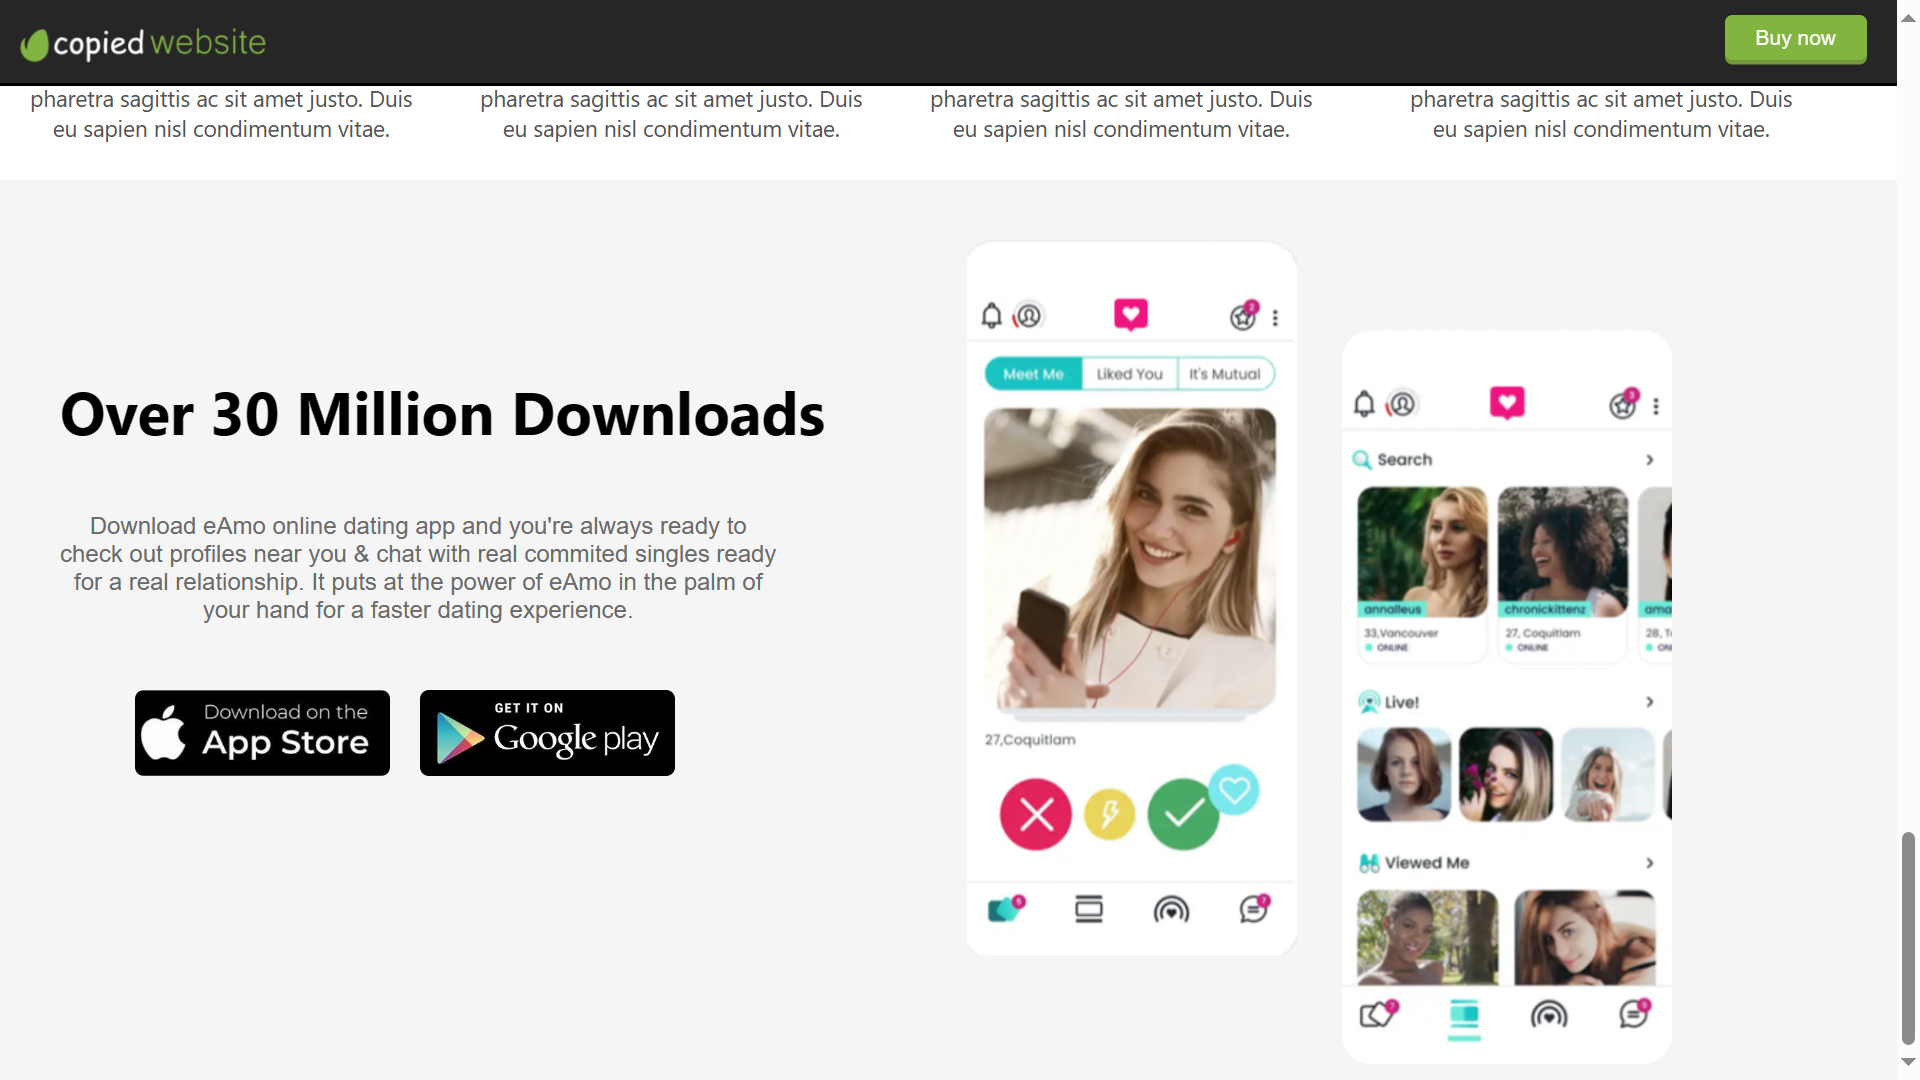 copied website
Buy now
pharetra sagittis ac sit amet justo. Duis
eu sapien nisl condimentum vitae.
pharetra sagittis ac sit amet justo. Duis
eu sapien nisl condimentum vitae.
pharetra sagittis ac sit amet justo. Duis
eu sapien nisl condimentum vitae.
pharetra sagittis ac sit amet justo. Duis
eu sapien nisl condimentum vitae.
Over 30 Million Downloads
Download eAmo online dating app and you're always ready to
check out profiles near you & chat with real commited singles ready
for a real relationship. It puts at the power of eAmo in the palm of
your hand for a faster dating experience.
Download on the
App Store
GET IT ON
Google play
2
Meet Me
Liked You
It's Mutual
27,Coquitlam
6
7
3
Search
annalleus
chronickittenz
ama
33,Vancouver
27, Coquitlam
28, T
ONLINE
ONLINE
ON
Live!
Viewed Me
7
9